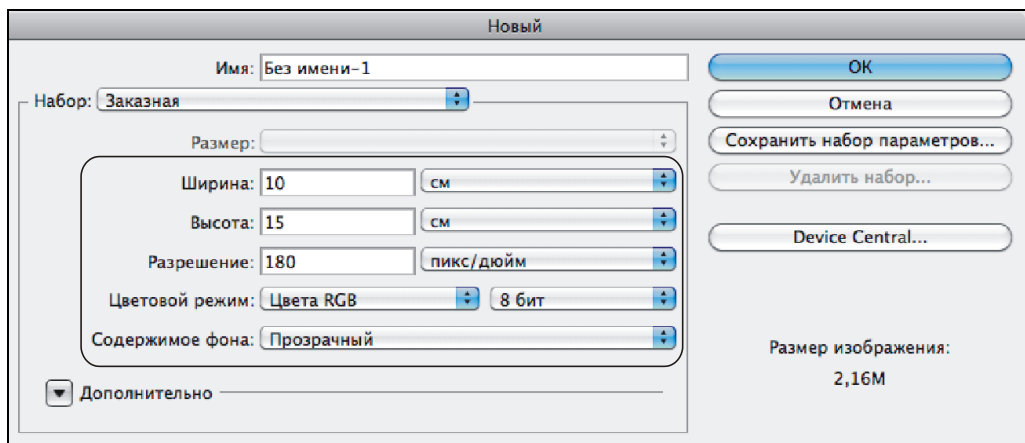 Новый
Имя: Без имени-1
Набор: Заказная
Размер:
Ширина: 10 см
Высота: 15 см
Разрешение: 180 пикс/дюйм
Цветовой режим: Цвета RGB 8 бит
Содержимое фона: Прозрачный
Дополнительно
ОК
Отмена
Сохранить набор параметров...
Удалить набор...
Device Central...
Размер изображения:
2,16М